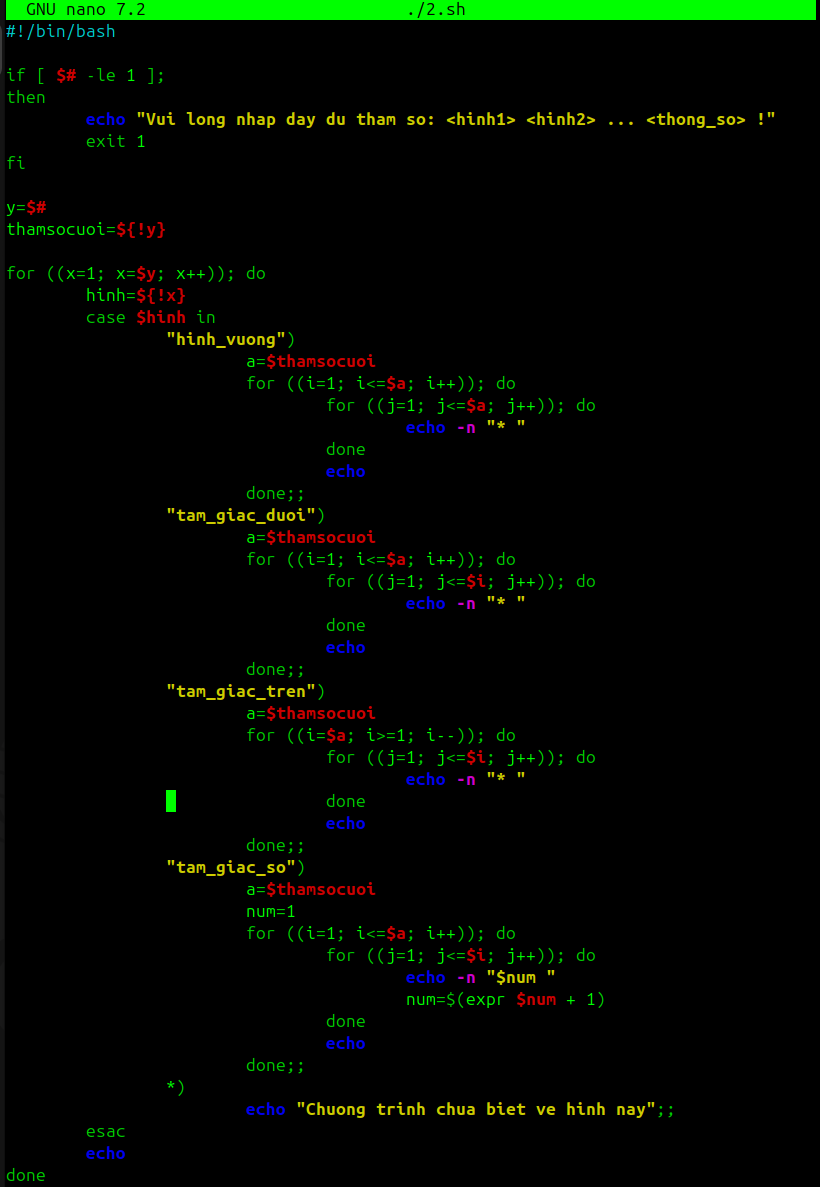 GNU nano 7.2 ./2.sh
#!/bin/bash

if [ $# -le 1 ];
then
        echo "Vui long nhap day du tham so: <hinh1> <hinh2> ... <thong_so> !"
        exit 1
fi

y=$#
thamsocuoi=${!y}

for ((x=1; x=$y; x++)); do
        hinh=${!x}
        case $hinh in
                "hinh_vuong")
                        a=$thamsocuoi
                        for ((i=1; i<=$a; i++)); do
                                for ((j=1; j<=$a; j++)); do
                                        echo -n "* "
                                done
                                echo
                        done;;
                "tam_giac_duoi")
                        a=$thamsocuoi
                        for ((i=1; i<=$a; i++)); do
                                for ((j=1; j<=$i; j++)); do
                                        echo -n "* "
                                done
                                echo
                        done;;
                "tam_giac_tren")
                        a=$thamsocuoi
                        for ((i=$a; i>=1; i--)); do
                                for ((j=1; j<=$i; j++)); do
                                        echo -n "* "
                                done
                                echo
                        done;;
                "tam_giac_so")
                        a=$thamsocuoi
                        num=1
                        for ((i=1; i<=$a; i++)); do
                                for ((j=1; j<=$i; j++)); do
                                        echo -n "$num "
                                        num=$(expr $num + 1)
                                done
                                echo
                        done;;
                *)
                        echo "Chuong trinh chua biet ve hinh nay";;
        esac
        echo
done